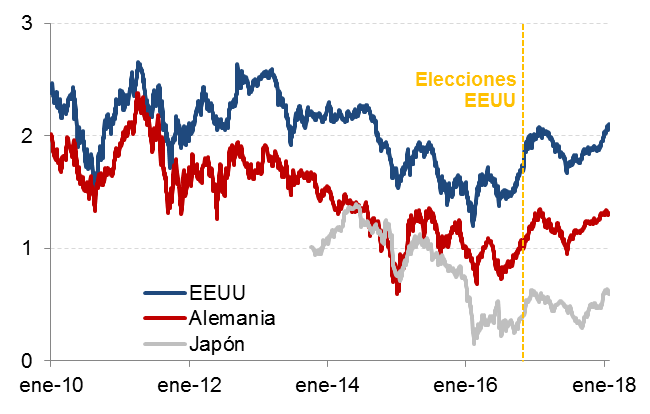 3
Elecciones
EEUU
2
1
EEUU
Alemania
Japón
0
ene-10 ene-12 ene-14 ene-16 ene-18